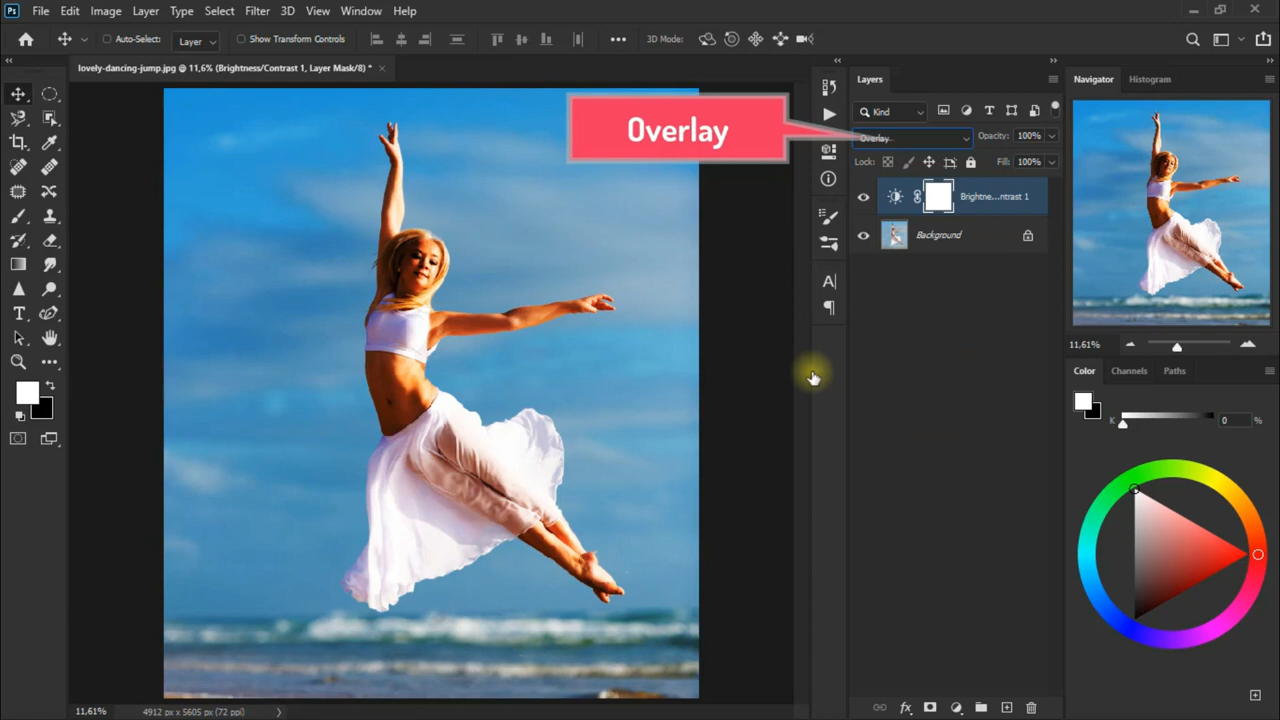 Ps File Edit Image Layer Type Select Filter 3D View Window Help
Auto-Select: Layer Show Transform Controls 3D Mode:
lovely-dancing-jump.jpg @ 11,6% (Brightness/Contrast 1, Layer Mask/8) *
Layers
Navigator Histogram
Kind
Overlay
Overlay Opacity: 100%
Lock: Fill: 100%
Brightne...ntrast 1
Background
11,61%
Color Channels Paths
K 0 %
11,61% 4912 px x 5605 px (72 ppi)